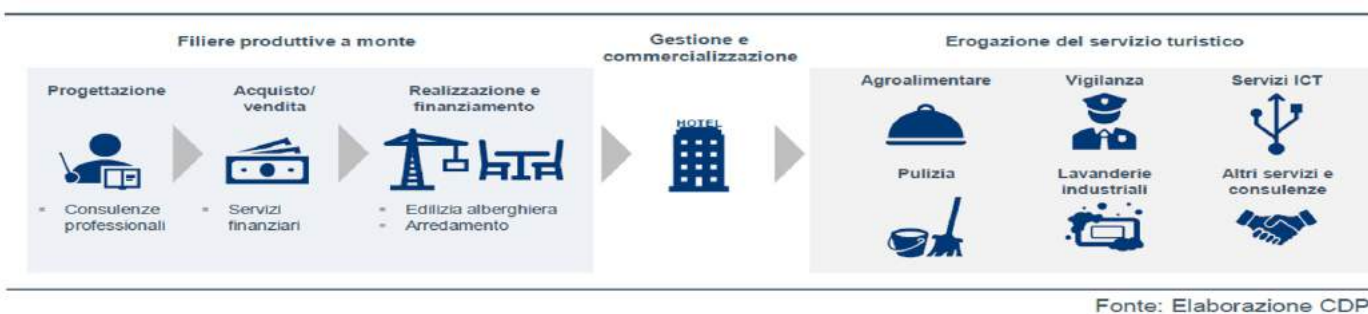 Filiere produttive a monte
Gestione e
commercializzazione
Erogazione del servizio turistico
Progettazione
Acquisto/
vendita
Realizzazione e
finanziamento
▪ Consulenze
professionali
▪ Servizi
finanziari
▪ Edilizia alberghiera
▪ Arredamento
HOTEL
Agroalimentare
Vigilanza
Servizi ICT
Pulizia
Lavanderie
industriali
Altri servizi e
consulenze
Fonte: Elaborazione CDP